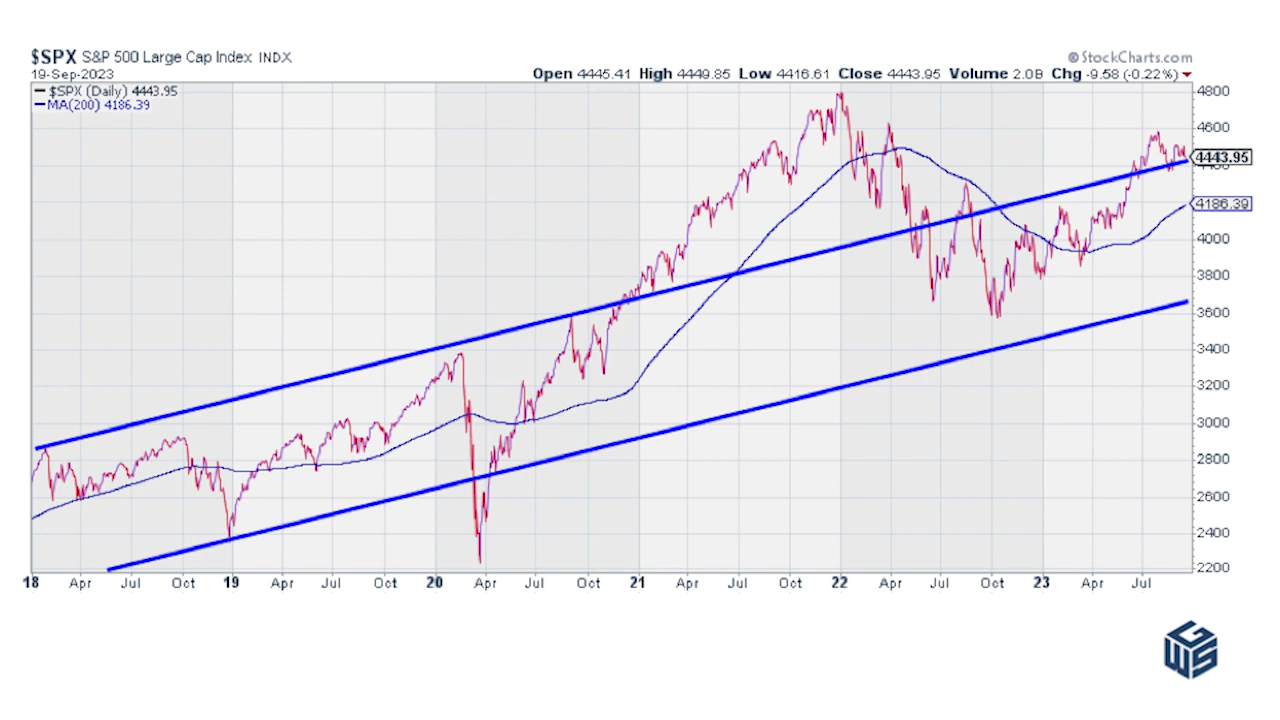 $SPX S&P 500 Large Cap Index INDX
© StockCharts.com
19-Sep-2023
Open 4445.41 High 4449.85 Low 4416.61 Close 4443.95 Volume 2.0B Chg -9.58 (-0.22%)
$SPX (Daily) 4443.95
MA(200) 4186.39
4800
4600
4443.95
4400
4186.39
4000
3800
3600
3400
3200
3000
2800
2600
2400
2200
18 Apr Jul Oct 19 Apr Jul Oct 20 Apr Jul Oct 21 Apr Jul Oct 22 Apr Jul Oct 23 Apr Jul
GWS